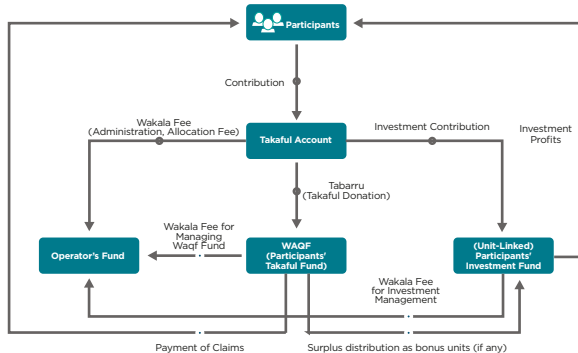 Participants
Contribution
Wakala Fee
(Administration, Allocation Fee)
Takaful Account
Investment Contribution
Investment
Profits
Tabarru
(Takaful Donation)
Wakala Fee for
Managing
Waqf Fund
Operator's Fund
WAQF
(Participants'
Takaful Fund)
(Unit-Linked)
Participants'
Investment Fund
Wakala Fee
for Investment
Management
Payment of Claims
Surplus distribution as bonus units (if any)